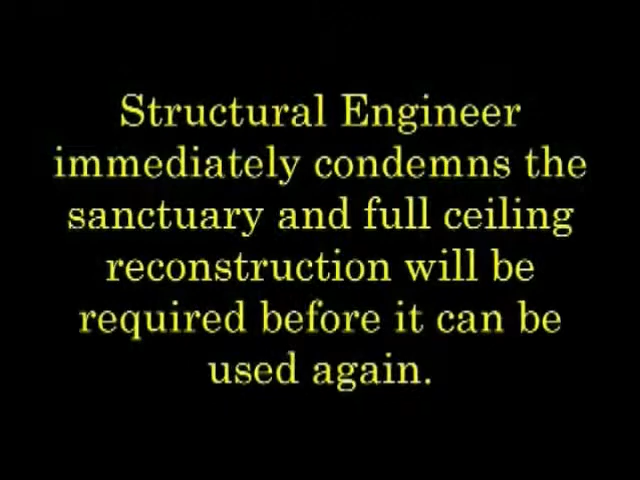 Structural Engineer
immediately condemns the
sanctuary and full ceiling
reconstruction will be
required before it can be
used again.